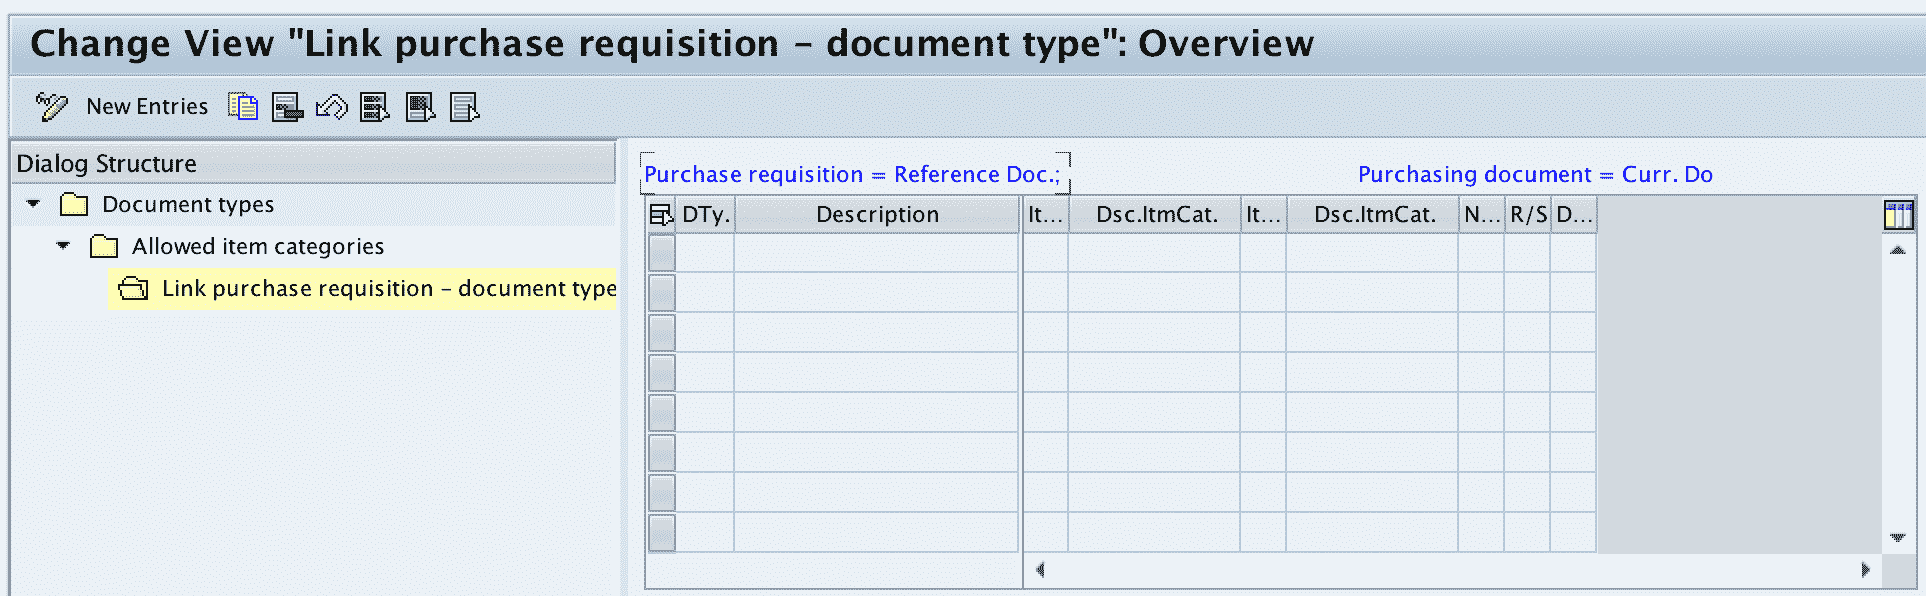 Change View "Link purchase requisition - document type": Overview
New Entries
Dialog Structure
Document types
Allowed item categories
Link purchase requisition - document type
Purchase requisition = Reference Doc.; Purchasing document = Curr. Do
DTy. Description It... Dsc.ItmCat. It... Dsc.ItmCat. N... R/S D...